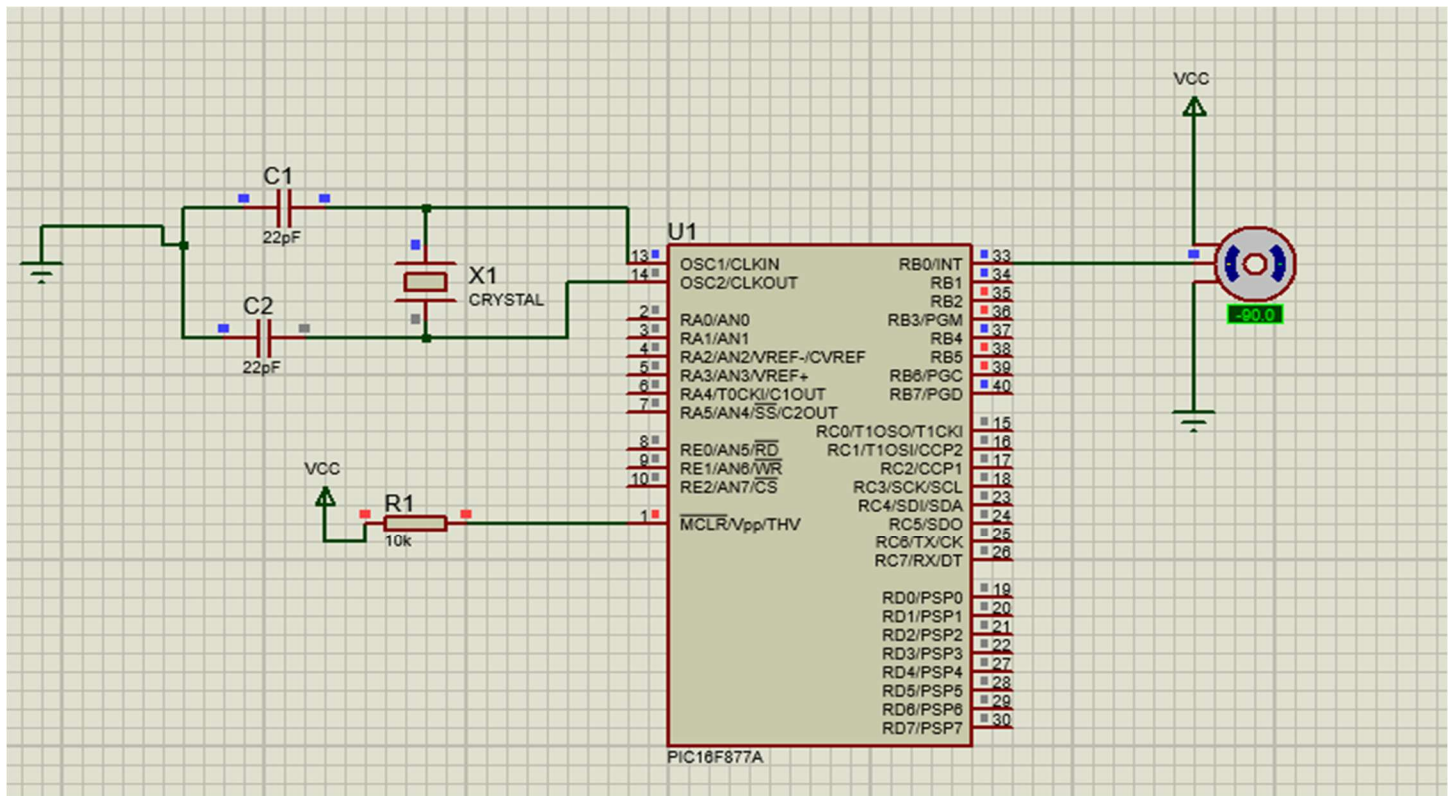 VCC
C1
22pF
C2
22pF
X1
CRYSTAL
VCC
R1
10k
U1
13 OSC1/CLKIN
14 OSC2/CLKOUT
2 RA0/AN0
3 RA1/AN1
4 RA2/AN2/VREF-/CVREF
5 RA3/AN3/VREF+
6 RA4/T0CKI/C1OUT
7 RA5/AN4/SS/C2OUT
8 RE0/AN5/RD
9 RE1/AN6/WR
10 RE2/AN7/CS
1 MCLR/Vpp/THV
RB0/INT 33
RB1 34
RB2 35
RB3/PGM 36
RB4 37
RB5 38
RB6/PGC 39
RB7/PGD 40
RC0/T1OSO/T1CKI 15
RC1/T1OSI/CCP2 16
RC2/CCP1 17
RC3/SCK/SCL 18
RC4/SDI/SDA 23
RC5/SDO 24
RC6/TX/CK 25
RC7/RX/DT 26
RD0/PSP0 19
RD1/PSP1 20
RD2/PSP2 21
RD3/PSP3 22
RD4/PSP4 27
RD5/PSP5 28
RD6/PSP6 29
RD7/PSP7 30
PIC16F877A
-90.0